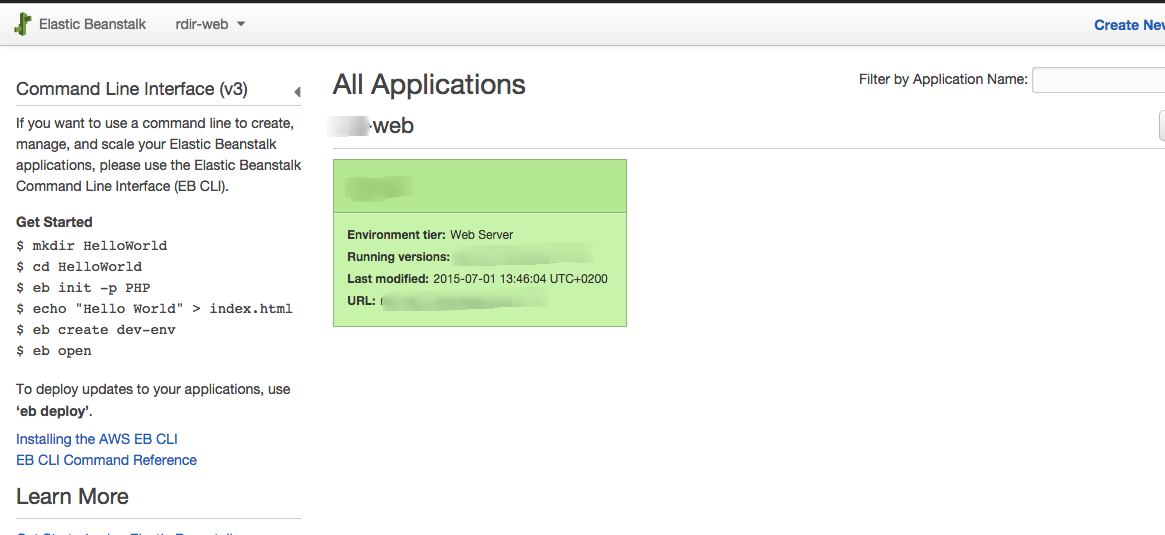 Elastic Beanstalk rdir-web
Create New
Command Line Interface (v3)
If you want to use a command line to create,
manage, and scale your Elastic Beanstalk
applications, please use the Elastic Beanstalk
Command Line Interface (EB CLI).
Get Started
$ mkdir HelloWorld
$ cd HelloWorld
$ eb init -p PHP
$ echo "Hello World" > index.html
$ eb create dev-env
$ eb open
To deploy updates to your applications, use
‘eb deploy’.
Installing the AWS EB CLI
EB CLI Command Reference
Learn More
All Applications
Filter by Application Name:
-web
Environment tier: Web Server
Running versions:
Last modified: 2015-07-01 13:46:04 UTC+0200
URL: